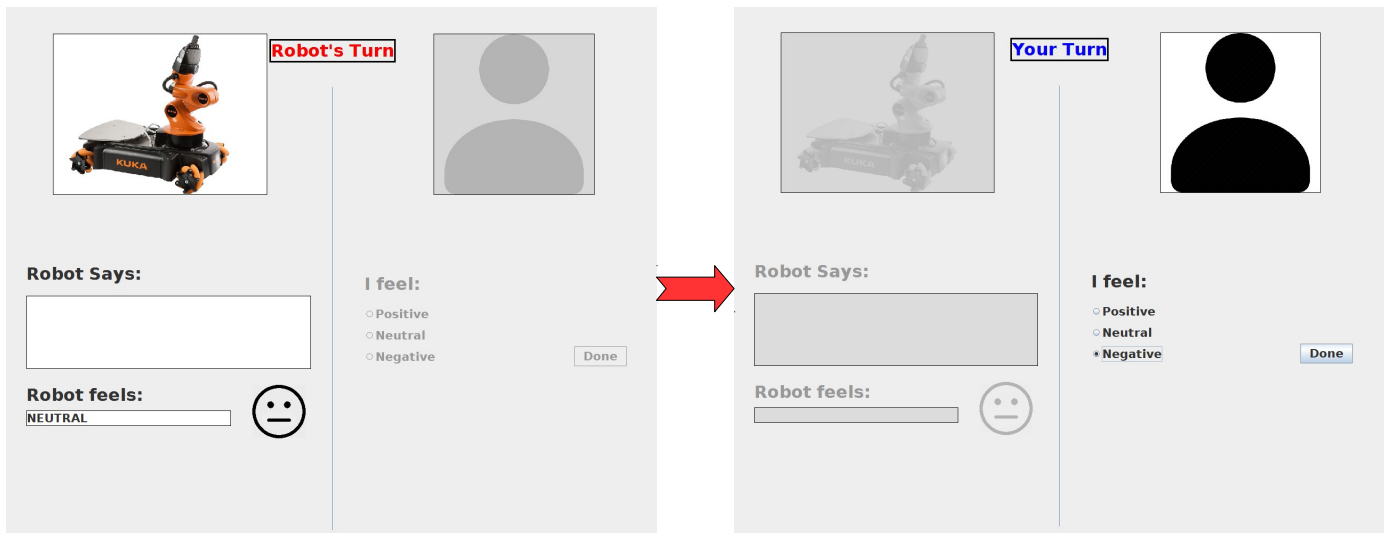 Robot's Turn
KUKA
Robot Says:
I feel:
Positive
Neutral
Negative
Done
Robot feels:
NEUTRAL
Your Turn
KUKA
Robot Says:
I feel:
Positive
Neutral
Negative
Done
Robot feels: